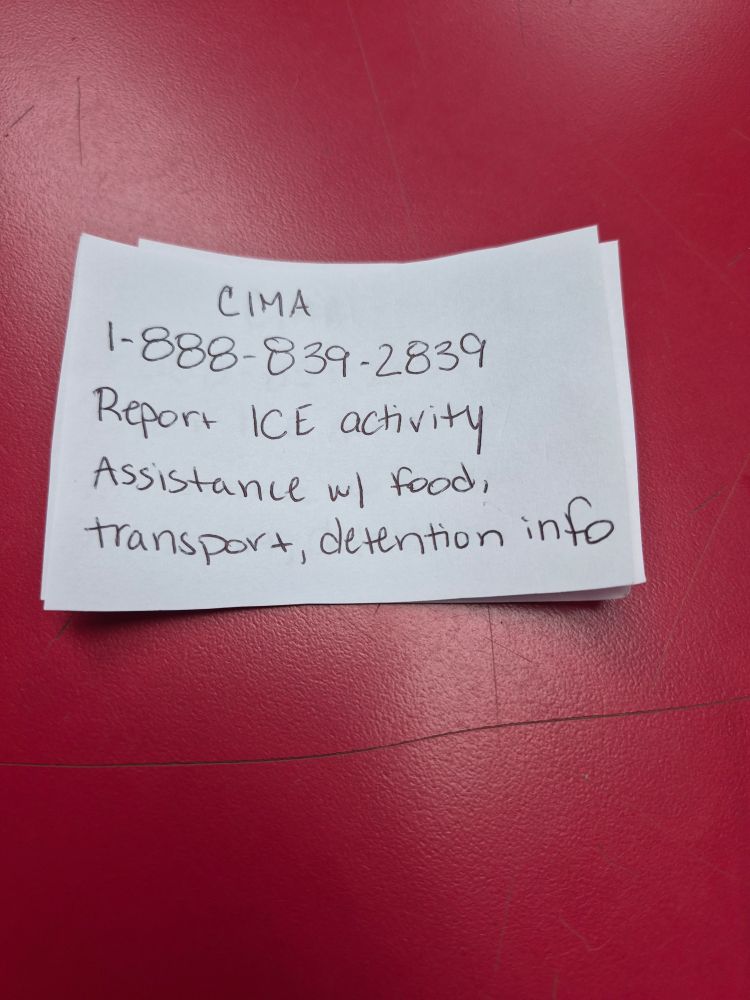 CIMA
1-888-839-2839
Report ICE activity
Assistance w/ food,
transport, detention info